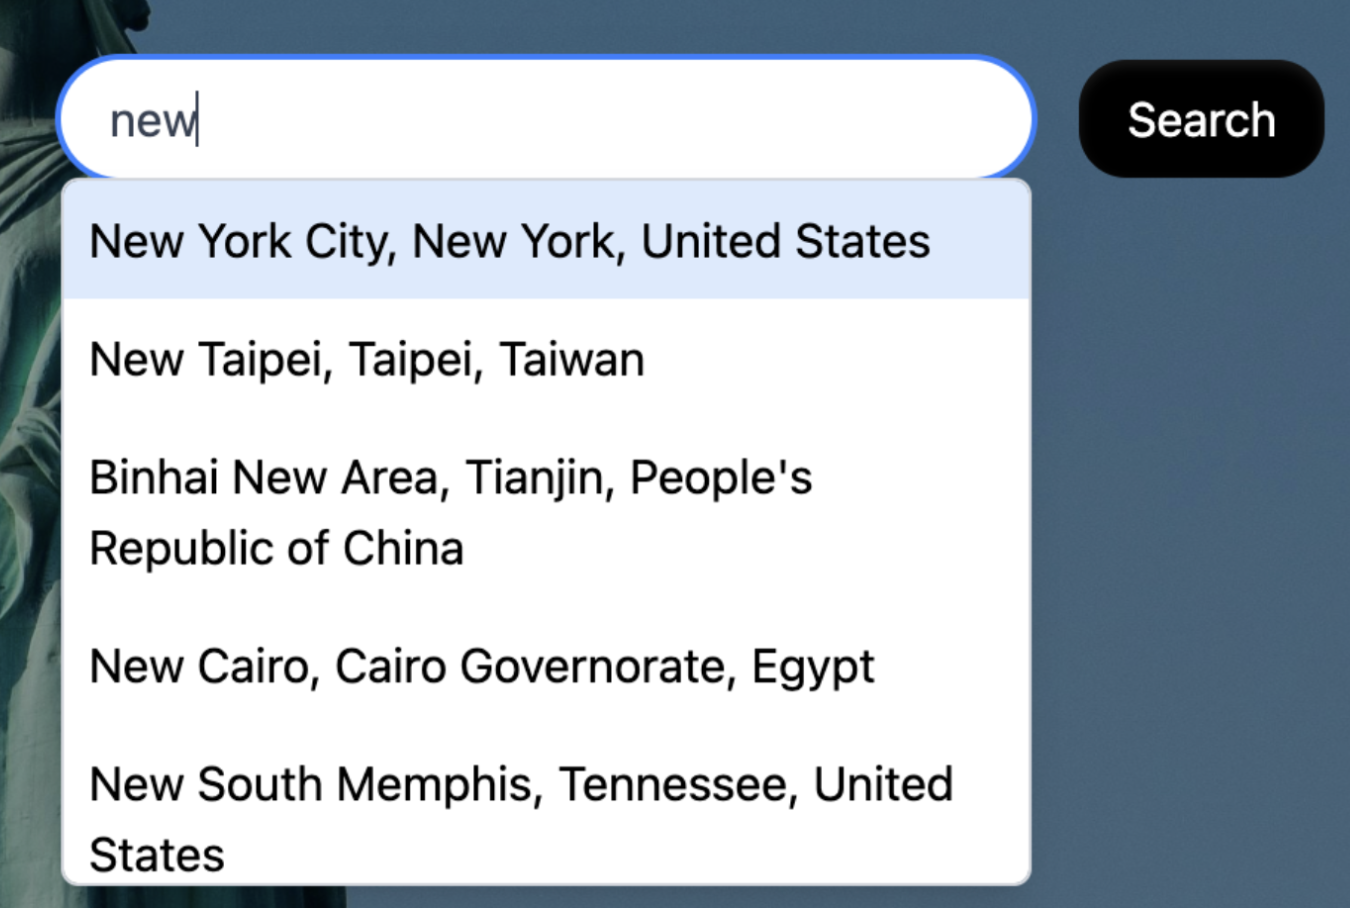 new
Search
New York City, New York, United States
New Taipei, Taipei, Taiwan
Binhai New Area, Tianjin, People's
Republic of China
New Cairo, Cairo Governorate, Egypt
New South Memphis, Tennessee, United
States